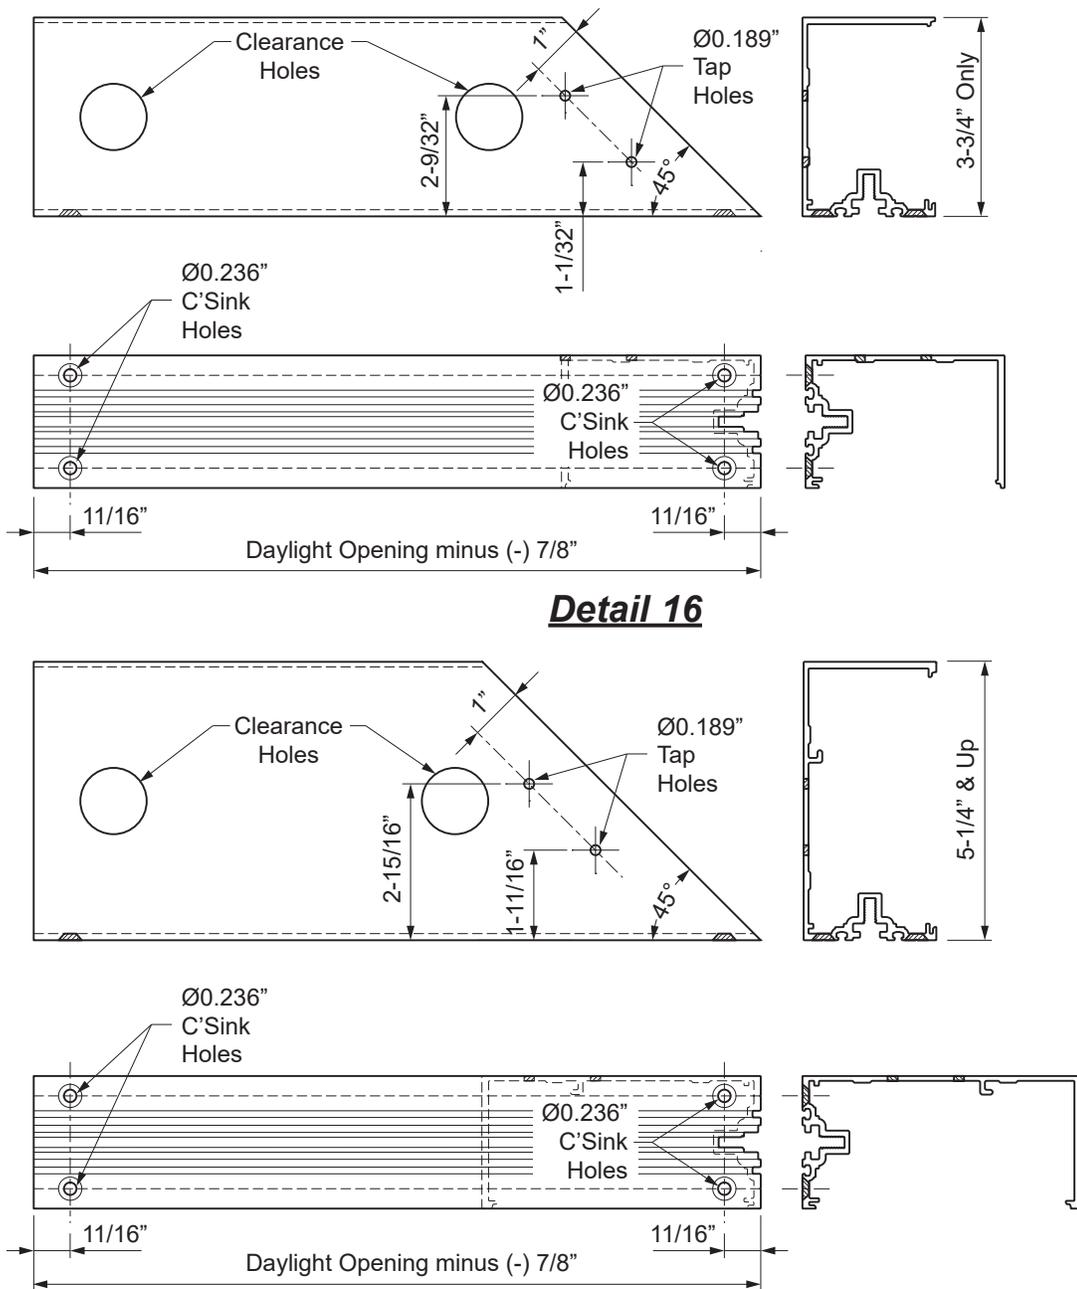 Clearance
Holes
1”
Ø0.189”
Tap
Holes
2-9/32”
45°
1-1/32”
3-3/4” Only
Ø0.236”
C’Sink
Holes
Ø0.236”
C’Sink
Holes
11/16”
11/16”
Daylight Opening minus (-) 7/8”
Detail 16
Clearance
Holes
1”
Ø0.189”
Tap
Holes
2-15/16”
1-11/16”
45°
5-1/4” & Up
Ø0.236”
C’Sink
Holes
Ø0.236”
C’Sink
Holes
11/16”
11/16”
Daylight Opening minus (-) 7/8”